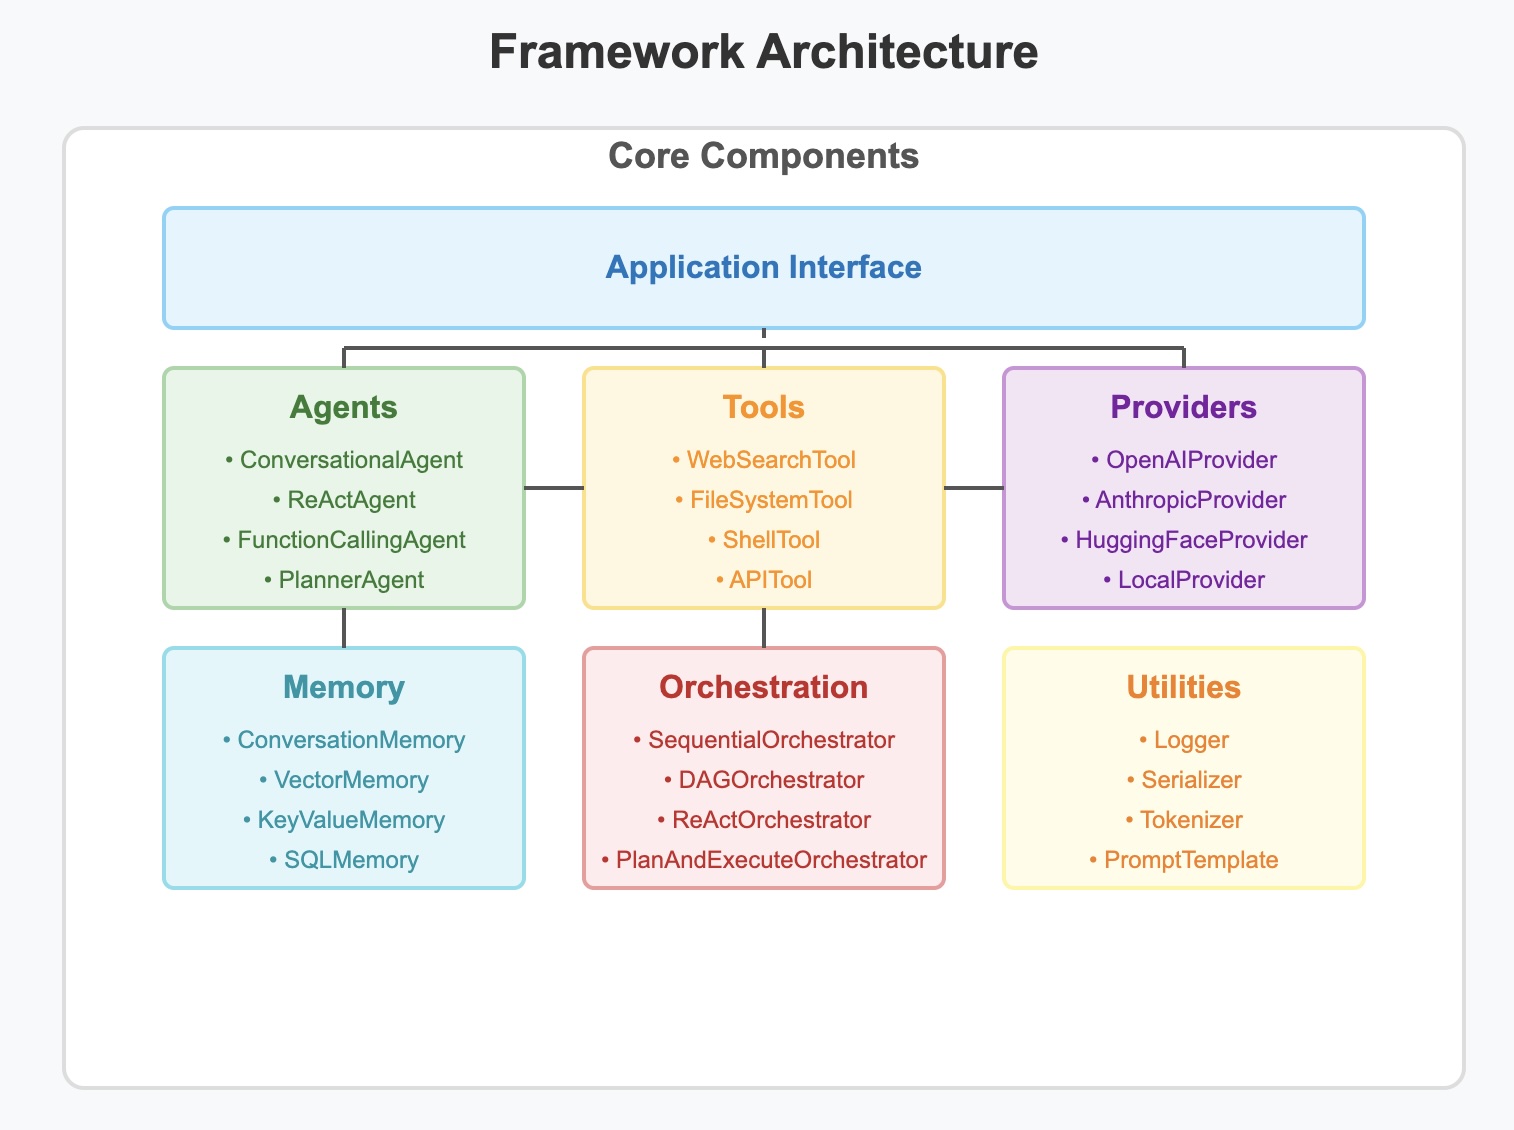 Framework Architecture
Core Components
Application Interface
Agents
• ConversationalAgent
• ReActAgent
• FunctionCallingAgent
• PlannerAgent
Tools
• WebSearchTool
• FileSystemTool
• ShellTool
• APITool
Providers
• OpenAIProvider
• AnthropicProvider
• HuggingFaceProvider
• LocalProvider
Memory
• ConversationMemory
• VectorMemory
• KeyValueMemory
• SQLMemory
Orchestration
• SequentialOrchestrator
• DAGOrchestrator
• ReActOrchestrator
• PlanAndExecuteOrchestrator
Utilities
• Logger
• Serializer
• Tokenizer
• PromptTemplate